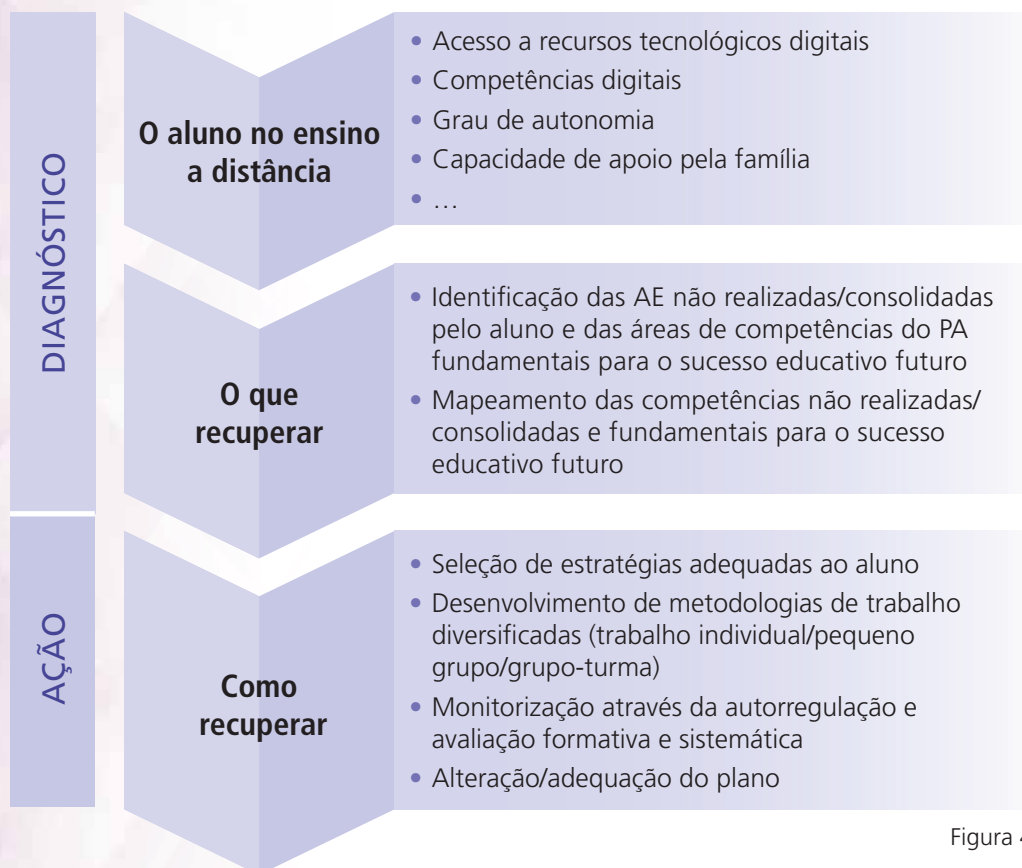 DIAGNÓSTICO
O aluno no ensino
a distância
• Acesso a recursos tecnológicos digitais
• Competências digitais
• Grau de autonomia
• Capacidade de apoio pela família
• …
O que
recuperar
• Identificação das AE não realizadas/consolidadas
pelo aluno e das áreas de competências do PA
fundamentais para o sucesso educativo futuro
• Mapeamento das competências não realizadas/
consolidadas e fundamentais para o sucesso
educativo futuro
AÇÃO
Como
recuperar
• Seleção de estratégias adequadas ao aluno
• Desenvolvimento de metodologias de trabalho
diversificadas (trabalho individual/pequeno
grupo/grupo-turma)
• Monitorização através da autorregulação e
avaliação formativa e sistemática
• Alteração/adequação do plano
Figura 4